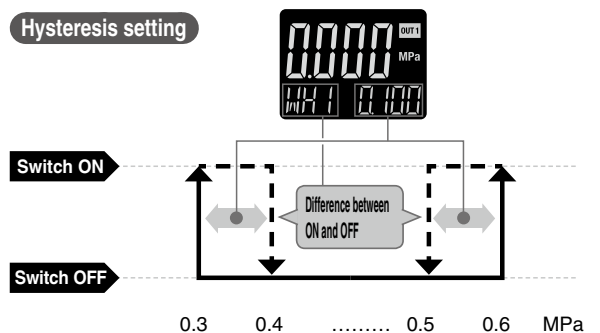 Hysteresis setting
0.000
OUT1
MPa
WH1 0.100
Switch ON
Difference between
ON and OFF
Switch OFF
0.3 0.4 ......... 0.5 0.6 MPa